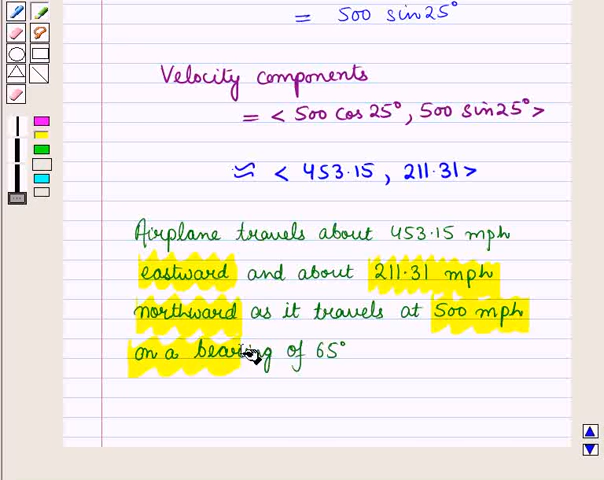 = 500 sin25°
Velocity components
= < 500 cos 25°, 500 sin25° >
≈ < 453.15 , 211.31 >
Airplane travels about 453.15 mph
eastward and about 211.31 mph
northward as it travels at 500 mph
on a bearing of 65°